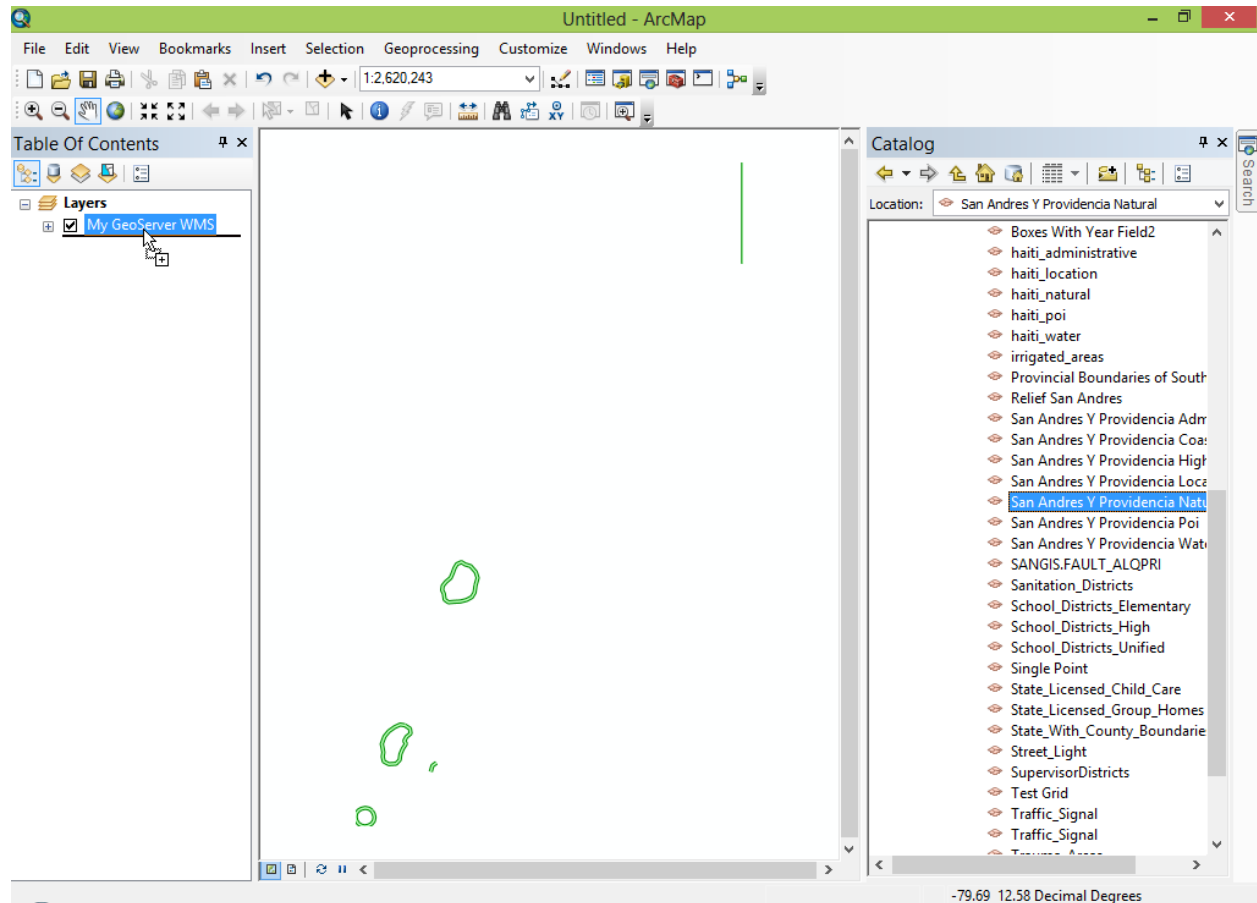 Untitled - ArcMap
File Edit View Bookmarks Insert Selection Geoprocessing Customize Windows Help
1:2,620,243
Table Of Contents
Layers
My GeoServer WMS
Catalog
Location: San Andres Y Providencia Natural
Boxes With Year Field2
haiti_administrative
haiti_location
haiti_natural
haiti_poi
haiti_water
irrigated_areas
Provincial Boundaries of South
Relief San Andres
San Andres Y Providencia Adm
San Andres Y Providencia Coas
San Andres Y Providencia High
San Andres Y Providencia Loca
San Andres Y Providencia Natu
San Andres Y Providencia Poi
San Andres Y Providencia Wat
SANGIS.FAULT_ALQPRI
Sanitation_Districts
School_Districts_Elementary
School_Districts_High
School_Districts_Unified
Single Point
State_Licensed_Child_Care
State_Licensed_Group_Homes
State_With_County_Boundarie
Street_Light
SupervisorDistricts
Test Grid
Traffic_Signal
Traffic_Signal
Search
-79.69 12.58 Decimal Degrees